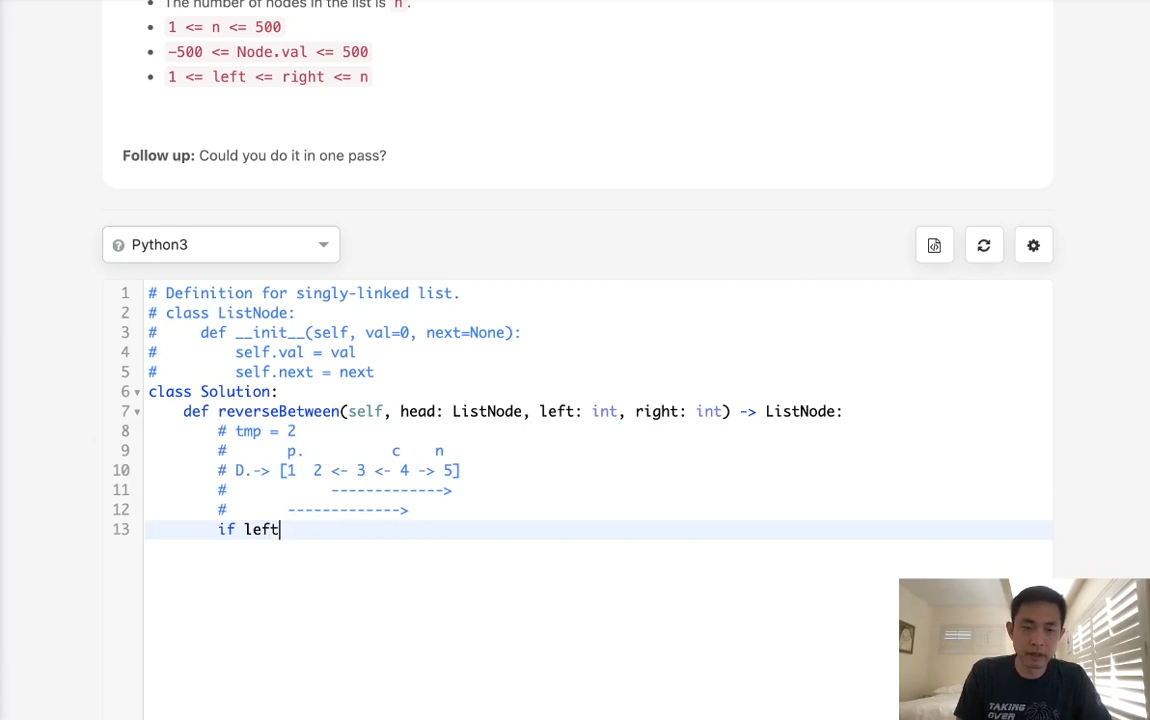 The number of nodes in the list is n.
1 <= n <= 500
-500 <= Node.val <= 500
1 <= left <= right <= n
Follow up: Could you do it in one pass?
Python3
1 # Definition for singly-linked list.
2 # class ListNode:
3 #     def __init__(self, val=0, next=None):
4 #         self.val = val
5 #         self.next = next
6 class Solution:
7     def reverseBetween(self, head: ListNode, left: int, right: int) -> ListNode:
8         # tmp = 2
9         #       p.          c    n
10         # D.-> [1  2 <- 3 <- 4 -> 5]
11         #            ------------->
12         #       ------------->
13         if left
TAKING
OVER